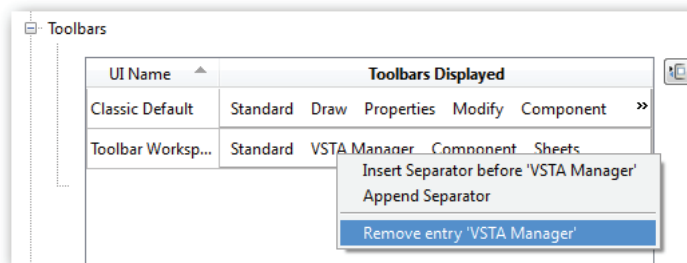 Toolbars
UI Name Toolbars Displayed
Classic Default Standard Draw Properties Modify Component »
Toolbar Worksp... Standard VSTA Manager Component Sheets
Insert Separator before 'VSTA Manager'
Append Separator
Remove entry 'VSTA Manager'